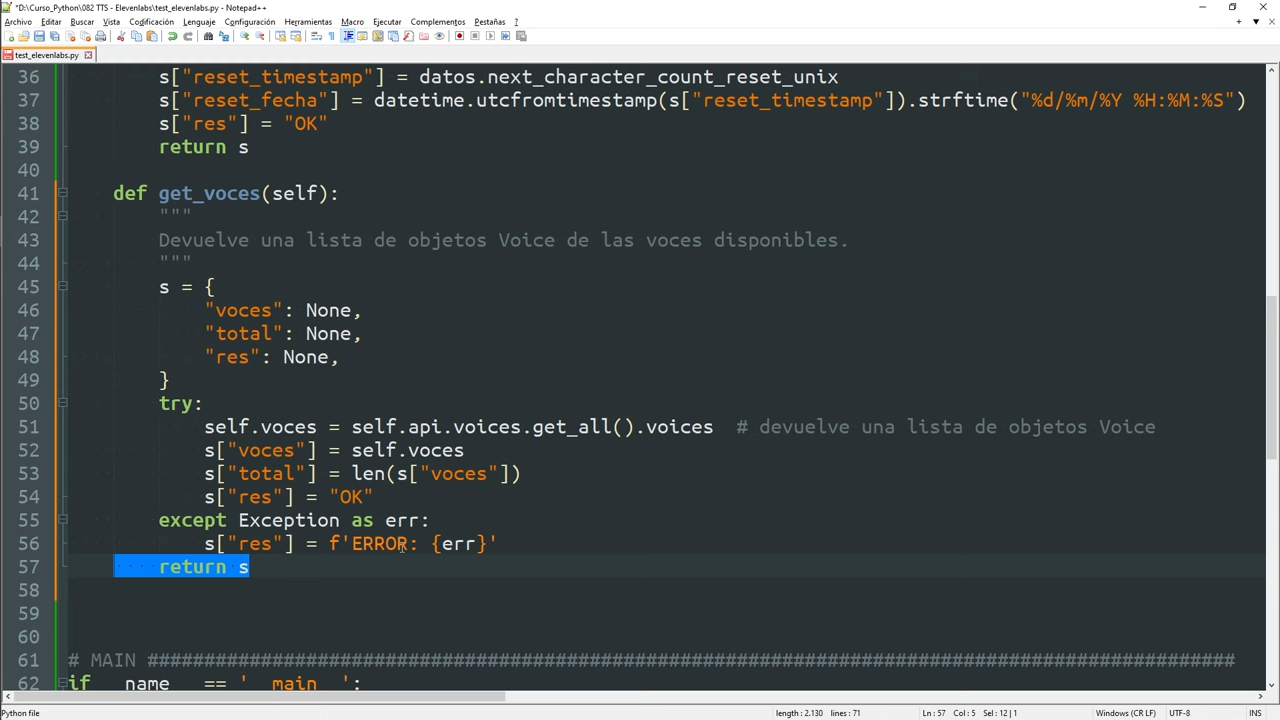 *D:\Curso_Python\082 TTS - Elevenlabs\test_elevenlabs.py - Notepad++
Archivo Editar Buscar Vista Codificación Lenguaje Configuración Herramientas Macro Ejecutar Complementos Pestañas ?
test_elevenlabs.py
36 s["reset_timestamp"] = datos.next_character_count_reset_unix
37 s["reset_fecha"] = datetime.utcfromtimestamp(s["reset_timestamp"]).strftime("%d/%m/%Y %H:%M:%S")
38 s["res"] = "OK"
39 return s
40
41 def get_voces(self):
42 """
43 Devuelve una lista de objetos Voice de las voces disponibles.
44 """
45 s = {
46 "voces": None,
47 "total": None,
48 "res": None,
49 }
50 try:
51 self.voces = self.api.voices.get_all().voices # devuelve una lista de objetos Voice
52 s["voces"] = self.voces
53 s["total"] = len(s["voces"])
54 s["res"] = "OK"
55 except Exception as err:
56 s["res"] = f'ERROR: {err}'
57 return s
58
59
60
61 # MAIN ################################################################################################
62 if __name__ == '__main__':
Python file length : 2.130 lines : 71 Ln : 57 Col : 5 Sel : 12 | 1 Windows (CR LF) UTF-8 INS